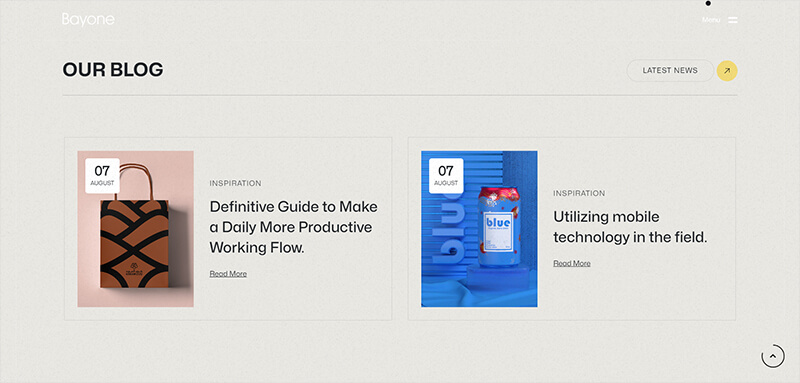 Bayone
Menu
OUR BLOG
LATEST NEWS
07
AUGUST
INSPIRATION
Definitive Guide to Make
a Daily More Productive
Working Flow.
Read More
07
AUGUST
blue
blue
INSPIRATION
Utilizing mobile
technology in the field.
Read More